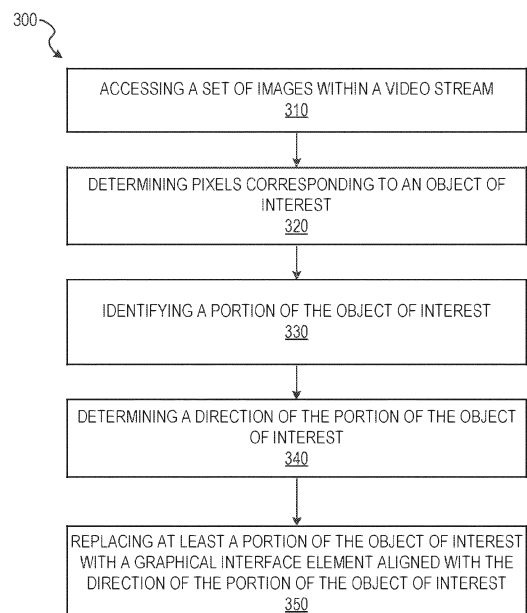 300
ACCESSING A SET OF IMAGES WITHIN A VIDEO STREAM
310
DETERMINING PIXELS CORRESPONDING TO AN OBJECT OF
INTEREST
320
IDENTIFYING A PORTION OF THE OBJECT OF INTEREST
330
DETERMINING A DIRECTION OF THE PORTION OF THE OBJECT
OF INTEREST
340
REPLACING AT LEAST A PORTION OF THE OBJECT OF INTEREST
WITH A GRAPHICAL INTERFACE ELEMENT ALIGNED WITH THE
DIRECTION OF THE PORTION OF THE OBJECT OF INTEREST
350